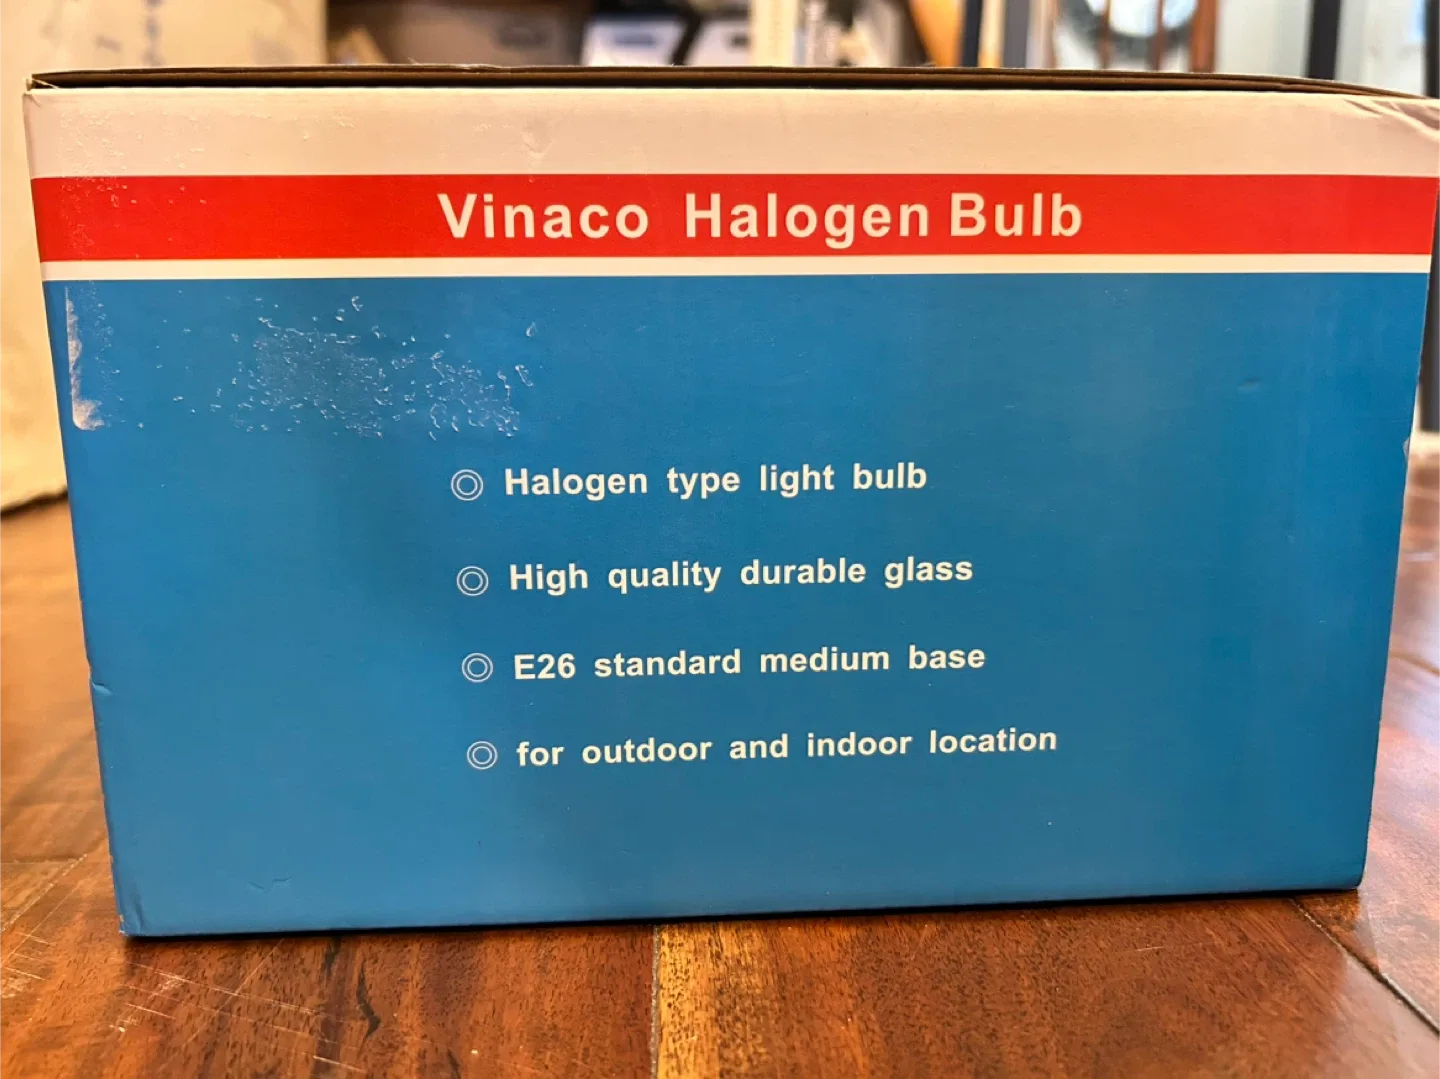 Vinaco Halogen Bulb
◎ Halogen type light bulb
◎ High quality durable glass
◎ E26 standard medium base
◎ for outdoor and indoor location